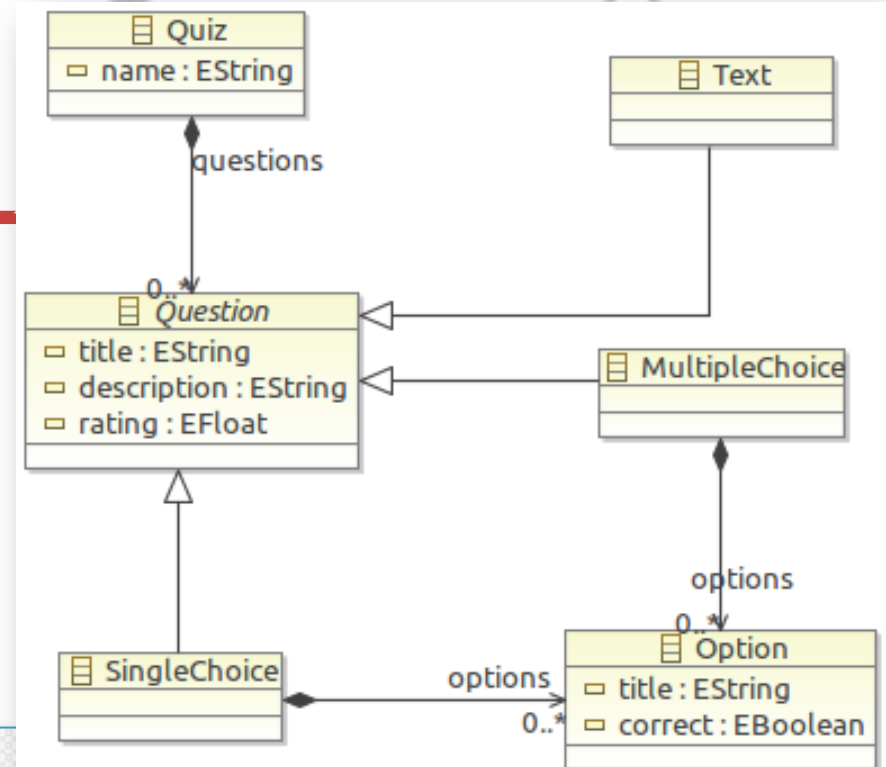 Quiz
name : EString
questions
0..*
Text
Question
title : EString
description : EString
rating : EFloat
MultipleChoice
options
0..*
SingleChoice
options
0..*
Option
title : EString
correct : EBoolean